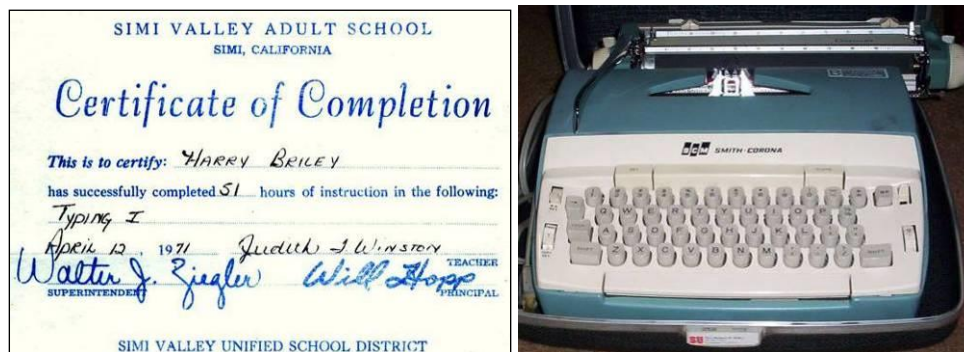 SIMI VALLEY ADULT SCHOOL
SIMI, CALIFORNIA
Certificate of Completion
This is to certify: HARRY BRILEY
has successfully completed 51 hours of instruction in the following:
TYPING I
APRIL 12, 1971 Judith J. WINSTON
TEACHER
Walter J. Ziegler Will Hopp
SUPERINTENDENT PRINCIPAL
SIMI VALLEY UNIFIED SCHOOL DISTRICT
SCM SMITH-CORONA
Q W E R T Y U I O P
A S D F G H J K L
Z X C V B N M